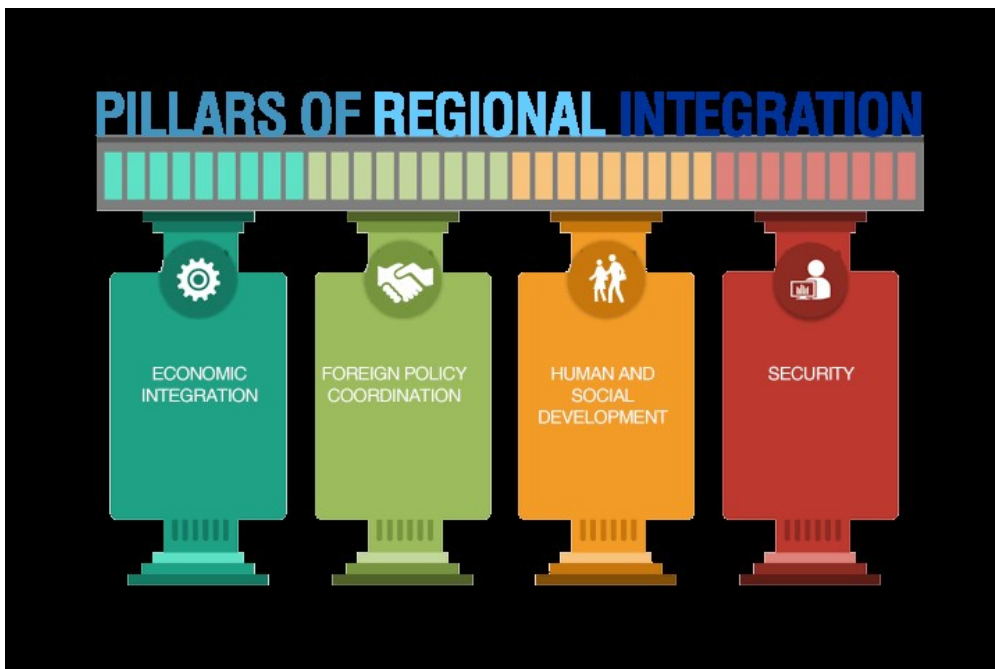 PILLARS OF REGIONAL INTEGRATION
ECONOMIC
INTEGRATION
FOREIGN POLICY
COORDINATION
HUMAN AND
SOCIAL
DEVELOPMENT
SECURITY